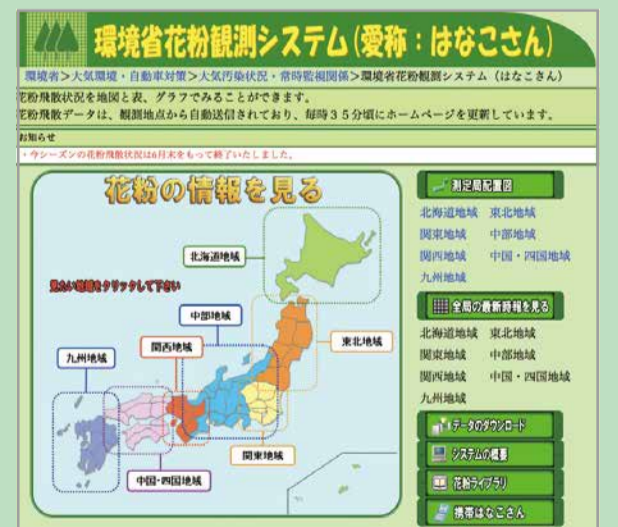 環境省花粉観測システム(愛称:はなこさん)
環境省>大気環境・自動車対策>大気汚染状況・常時監視関係>環境省花粉観測システム(はなこさん)
花粉飛散状況を地図と表、グラフでみることができます。
花粉飛散データは、観測地点から自動送信されており、毎時35分頃にホームページを更新しています。
お知らせ
・今シーズンの花粉飛散状況は6月末をもって終了いたしました。
花粉の情報を見る
北海道地域
見たい地域をクリックして下さい
中部地域
関西地域
東北地域
九州地域
関東地域
中国・四国地域
測定局配置図
北海道地域 東北地域
関東地域 中部地域
関西地域 中国・四国地域
九州地域
全局の最新時報を見る
北海道地域 東北地域
関東地域 中部地域
関西地域 中国・四国地域
九州地域
データのダウンロード
システムの概要
花粉ライブラリ
携帯はなこさん